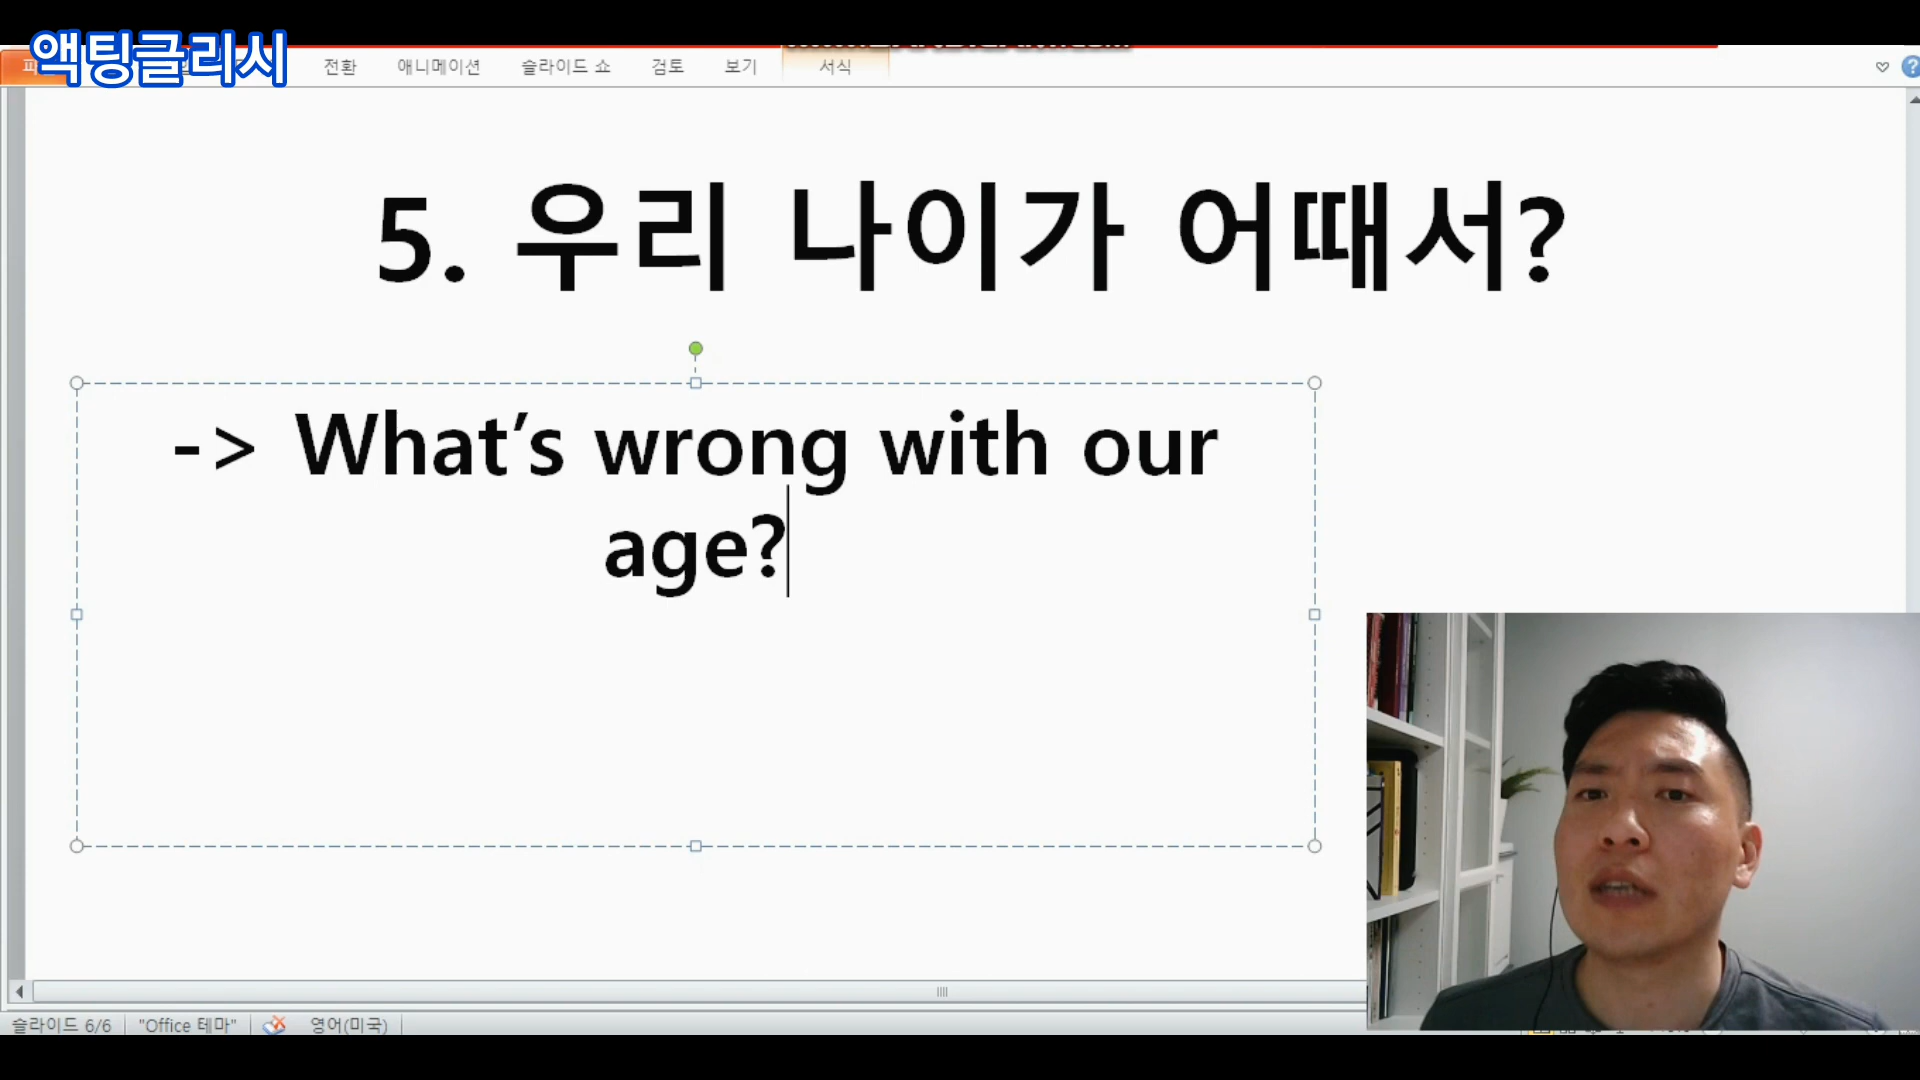 액팅글리시
전환 애니메이션 슬라이드 쇼 검토 보기 서식
5. 우리 나이가 어때서?
-> What’s wrong with our
age?
슬라이드 6/6 "Office 테마" 영어(미국)